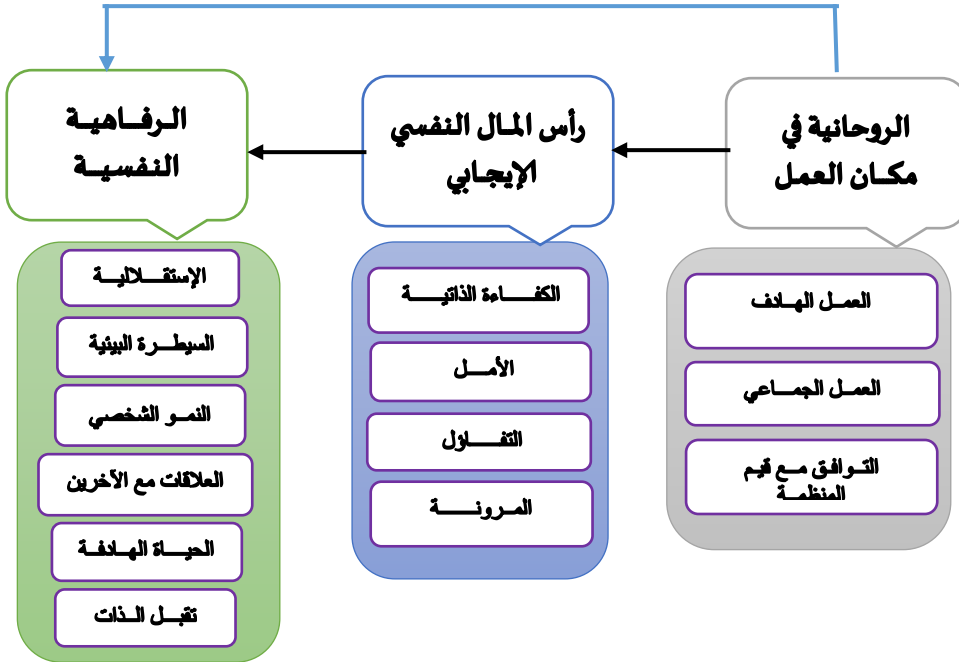 الروحانية في
مكان العمل
رأس المال النفسي
الإيجابي
الرفاهية
النفسية
العمل الهادف
العمل الجماعي
التوافق مع قيم
المنظمة
الكفاءة الذاتية
الأمل
التفاؤل
المرونة
الإستقلالية
السيطرة البيئية
النمو الشخصي
العلاقات مع الآخرين
الحياة الهادفة
تقبل الذات